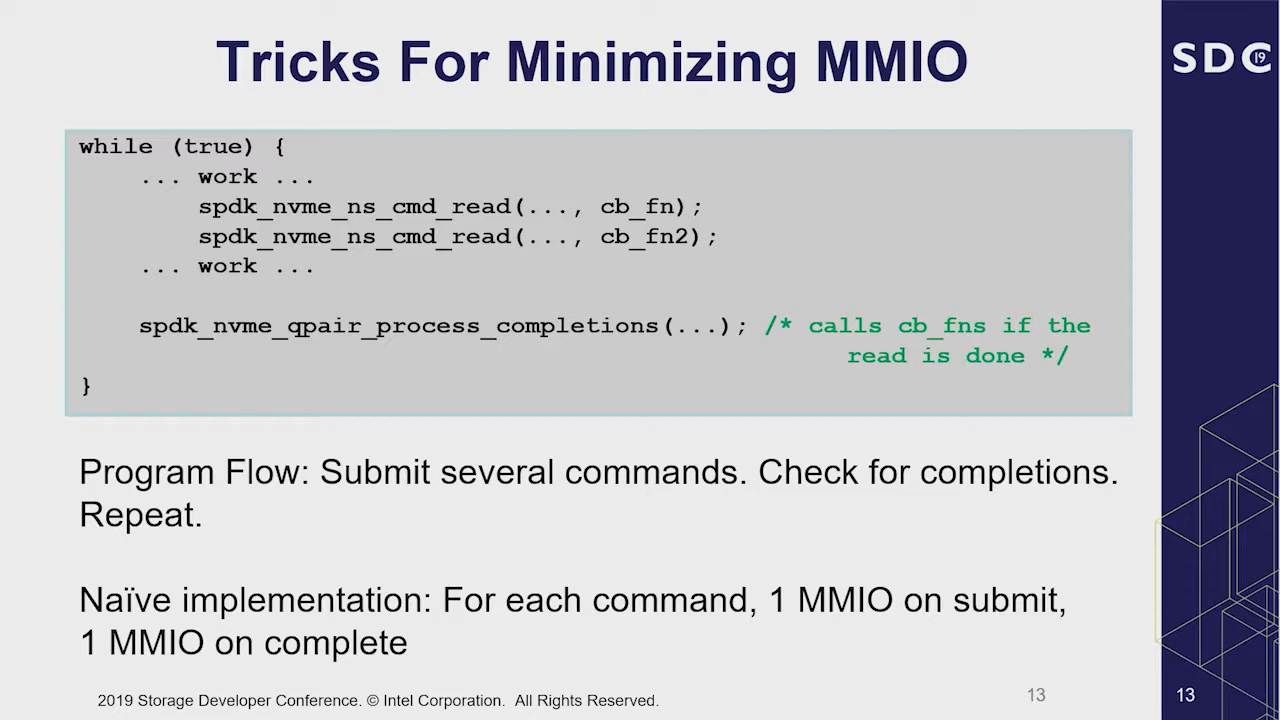 Tricks For Minimizing MMIO
SDC 19
while (true) {
... work ...
spdk_nvme_ns_cmd_read(..., cb_fn);
spdk_nvme_ns_cmd_read(..., cb_fn2);
... work ...
spdk_nvme_qpair_process_completions(...); /* calls cb_fns if the
read is done */
}
Program Flow: Submit several commands. Check for completions.
Repeat.
Naïve implementation: For each command, 1 MMIO on submit,
1 MMIO on complete
2019 Storage Developer Conference. © Intel Corporation. All Rights Reserved.
13
13